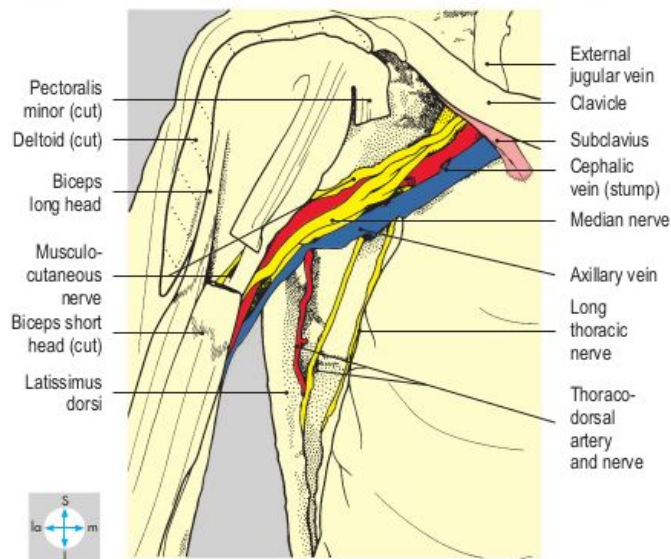 Pectoralis
minor (cut)
Deltoid (cut)
Biceps
long head
Musculo-
cutaneous
nerve
Biceps short
head (cut)
Latissimus
dorsi
External
jugular vein
Clavicle
Subclavius
Cephalic
vein (stump)
Median nerve
Axillary vein
Long
thoracic
nerve
Thoraco-
dorsal
artery
and nerve
S
la m
I